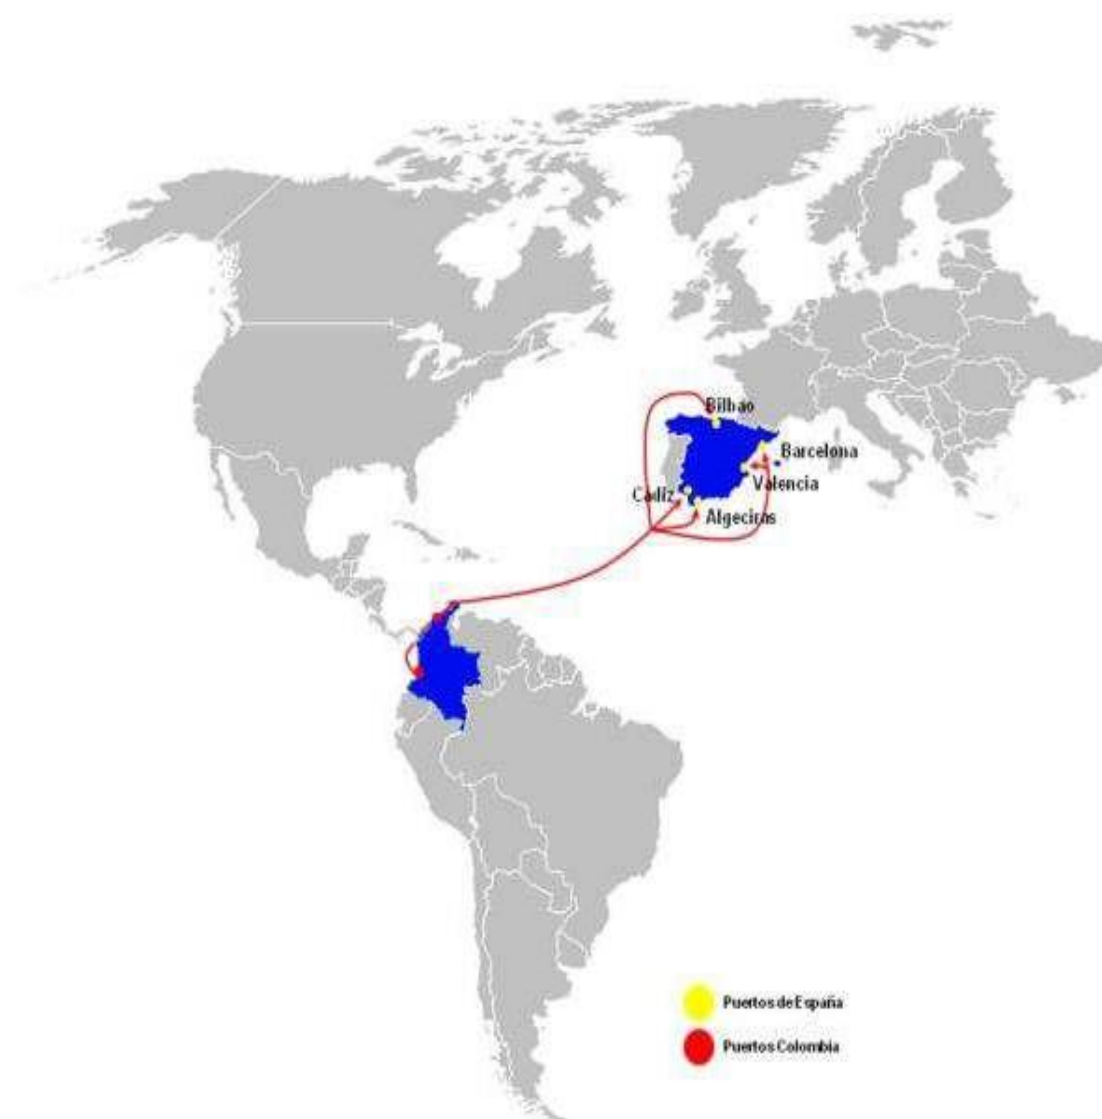 Bilbao
Barcelona
Valencia
Cadiz
Algeciras
Puertos de España
Puertos Colombia